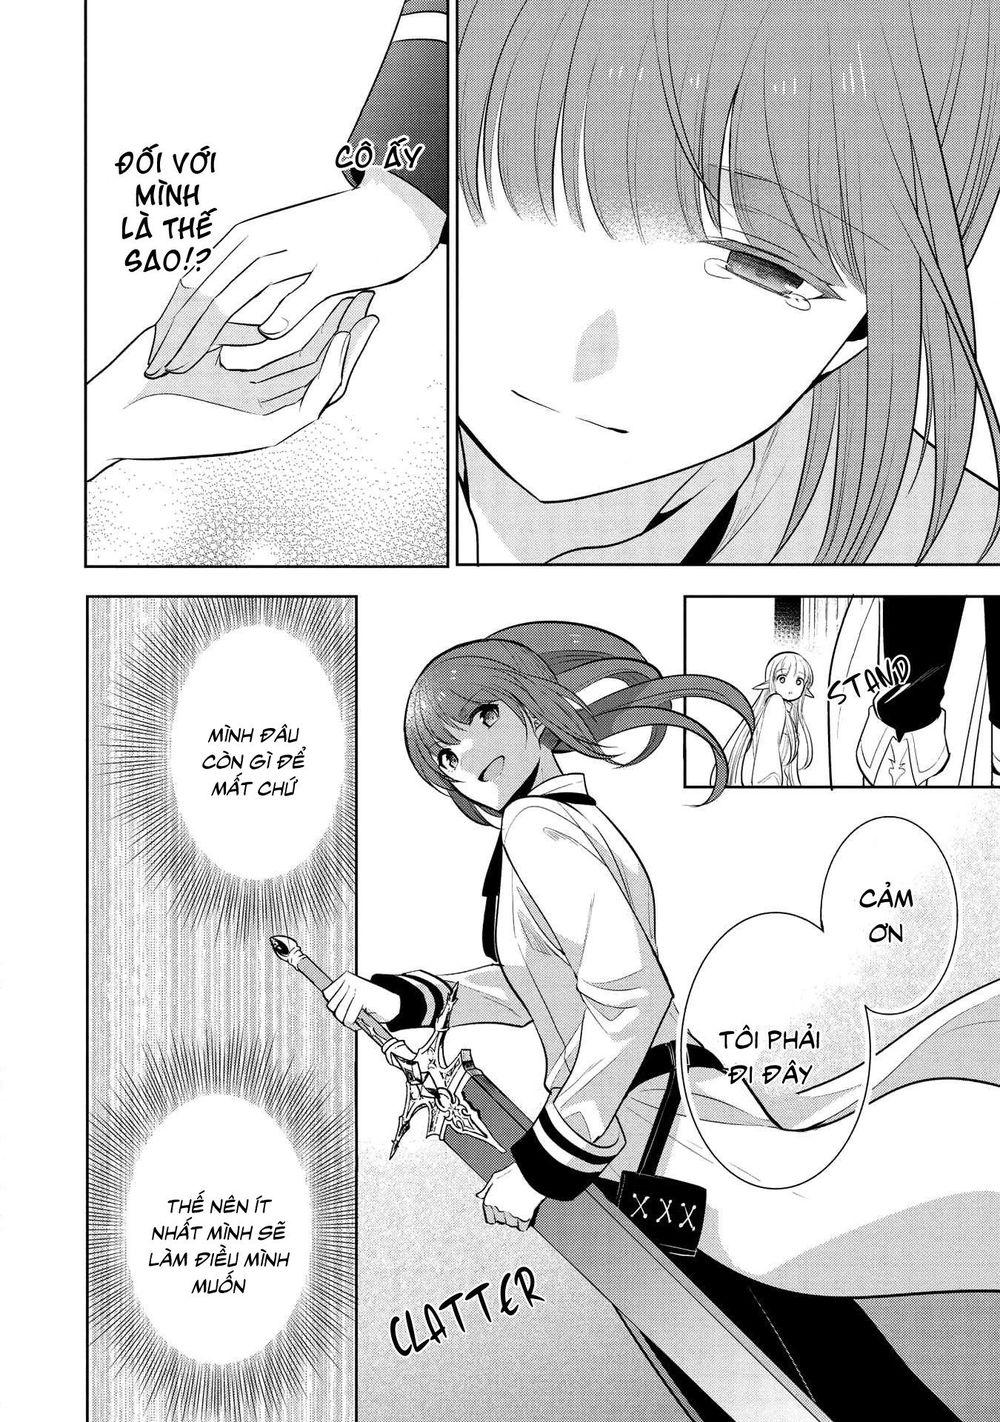 CÔ ẤY
ĐỐI VỚI
MÌNH
LÀ THẾ
SAO!?
STAND
CẢM
ƠN
TÔI PHẢI
ĐI ĐÂY
MÌNH ĐÂU
CÒN GÌ ĐỂ
MẤT CHỨ
THẾ NÊN ÍT
NHẤT MÌNH SẼ
LÀM ĐIỀU MÌNH
MUỐN
CLATTER